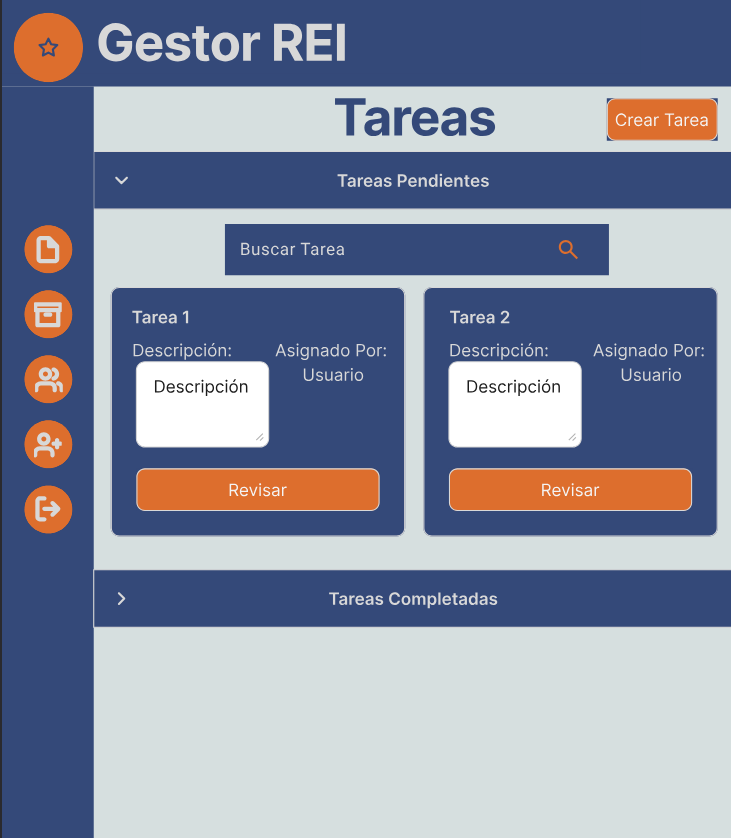 Gestor REI
Tareas
Crear Tarea
Tareas Pendientes
Buscar Tarea
Tarea 1
Descripción:
Asignado Por:
Usuario
Descripción
Revisar
Tarea 2
Descripción:
Asignado Por:
Usuario
Descripción
Revisar
Tareas Completadas